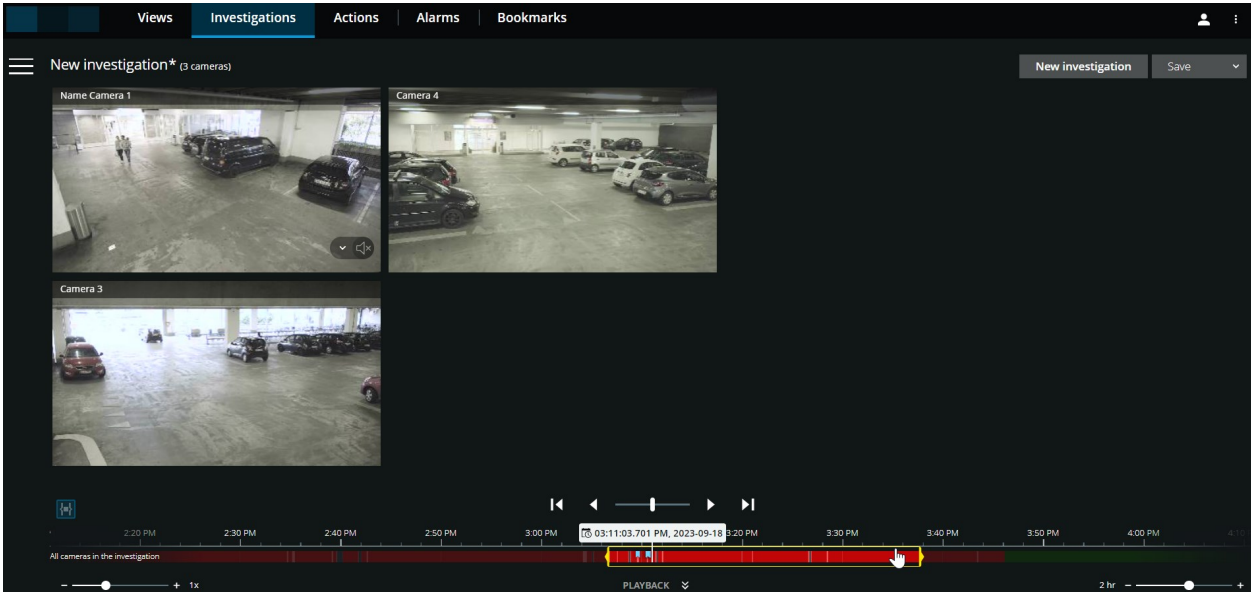 Views Investigations Actions Alarms Bookmarks
New investigation* (3 cameras)
New investigation Save
Name Camera 1
Camera 4
Camera 3
03:11:03.701 PM, 2023-09-18
2:20 PM 2:30 PM 2:40 PM 2:50 PM 3:00 PM 3:20 PM 3:30 PM 3:40 PM 3:50 PM 4:00 PM 4:10
All cameras in the investigation
1x PLAYBACK 2 hr